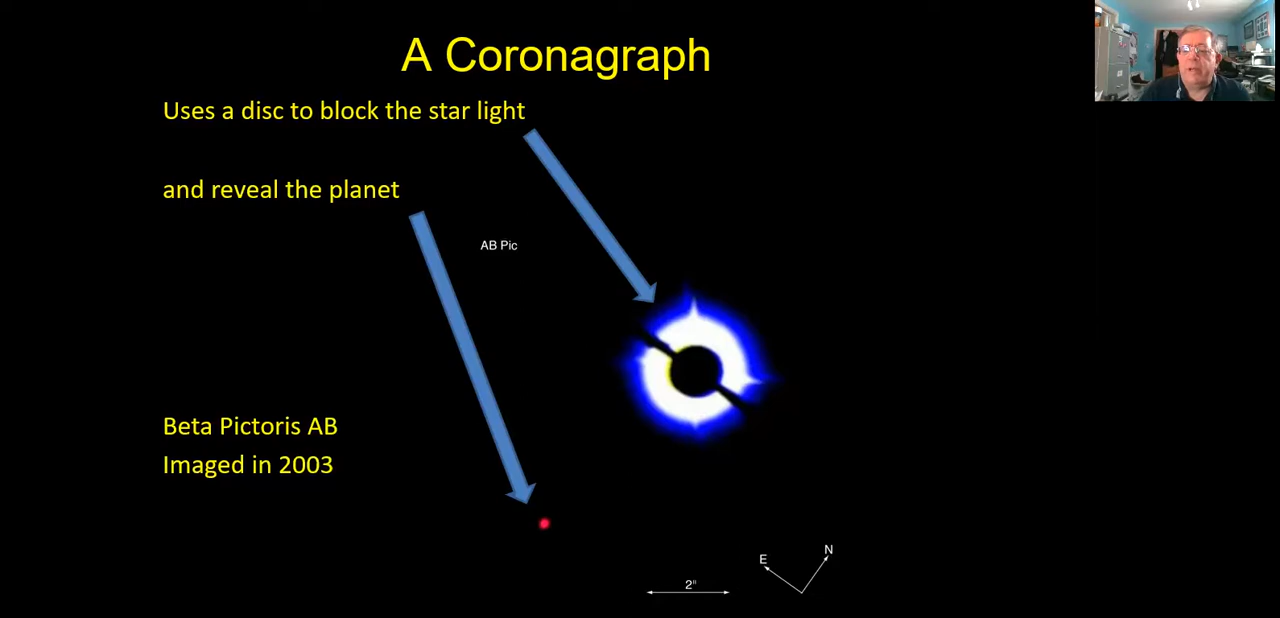 A Coronagraph
Uses a disc to block the star light
and reveal the planet
AB Pic
Beta Pictoris AB
Imaged in 2003
2"
E
N